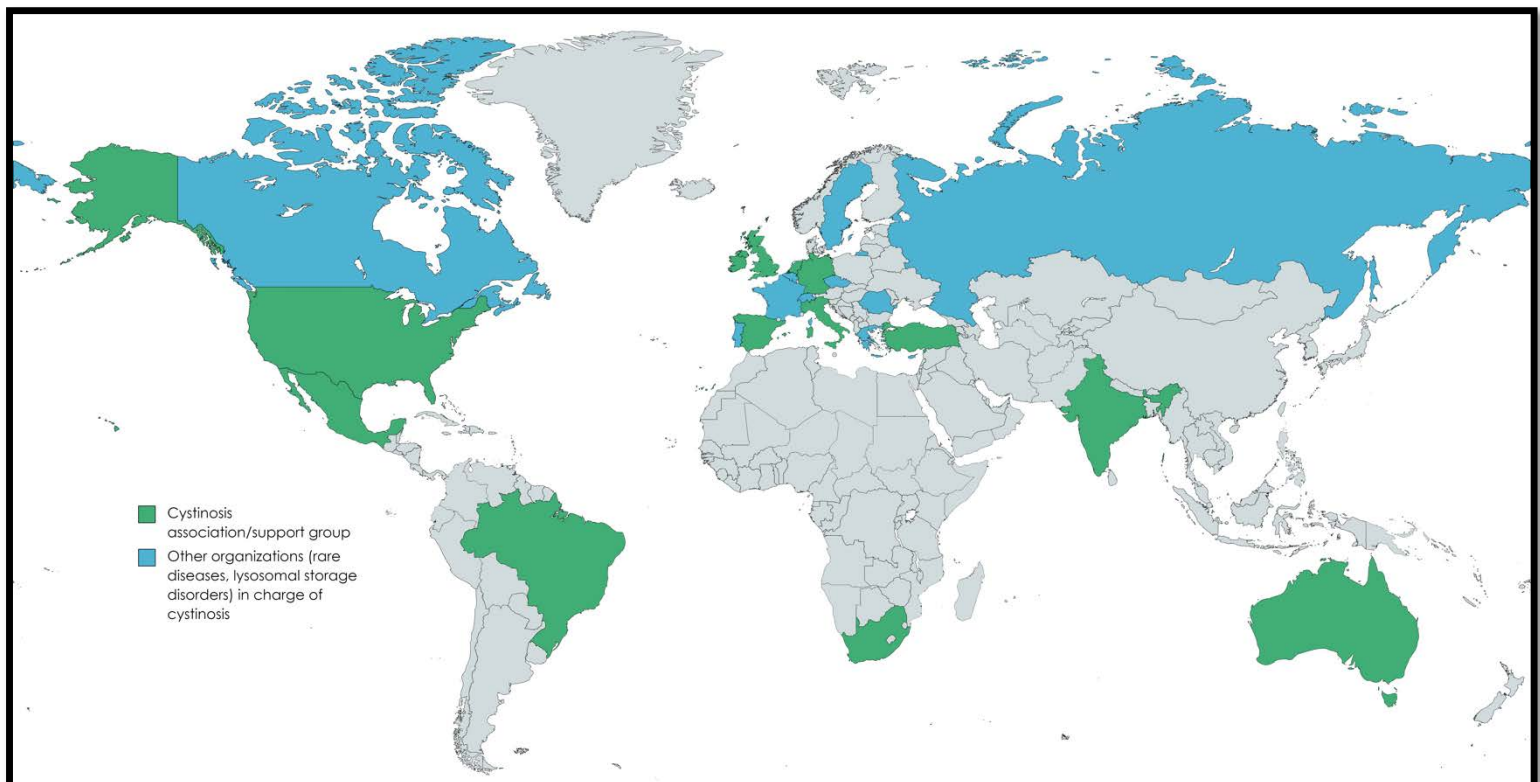 Cystinosis
association/support group
Other organizations (rare
diseases, lysosomal storage
disorders) in charge of
cystinosis